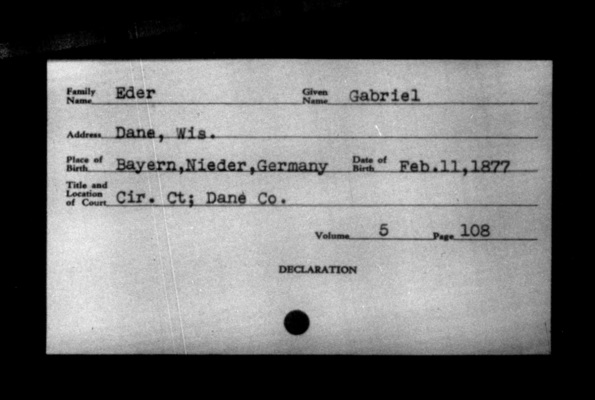 Family Name Eder Given Name Gabriel
Address Dane, Wis.
Place of Birth Bayern,Nieder,Germany Date of Birth Feb.11,1877
Title and Location of Court Cir. Ct; Dane Co.
Volume 5 Page 108
DECLARATION